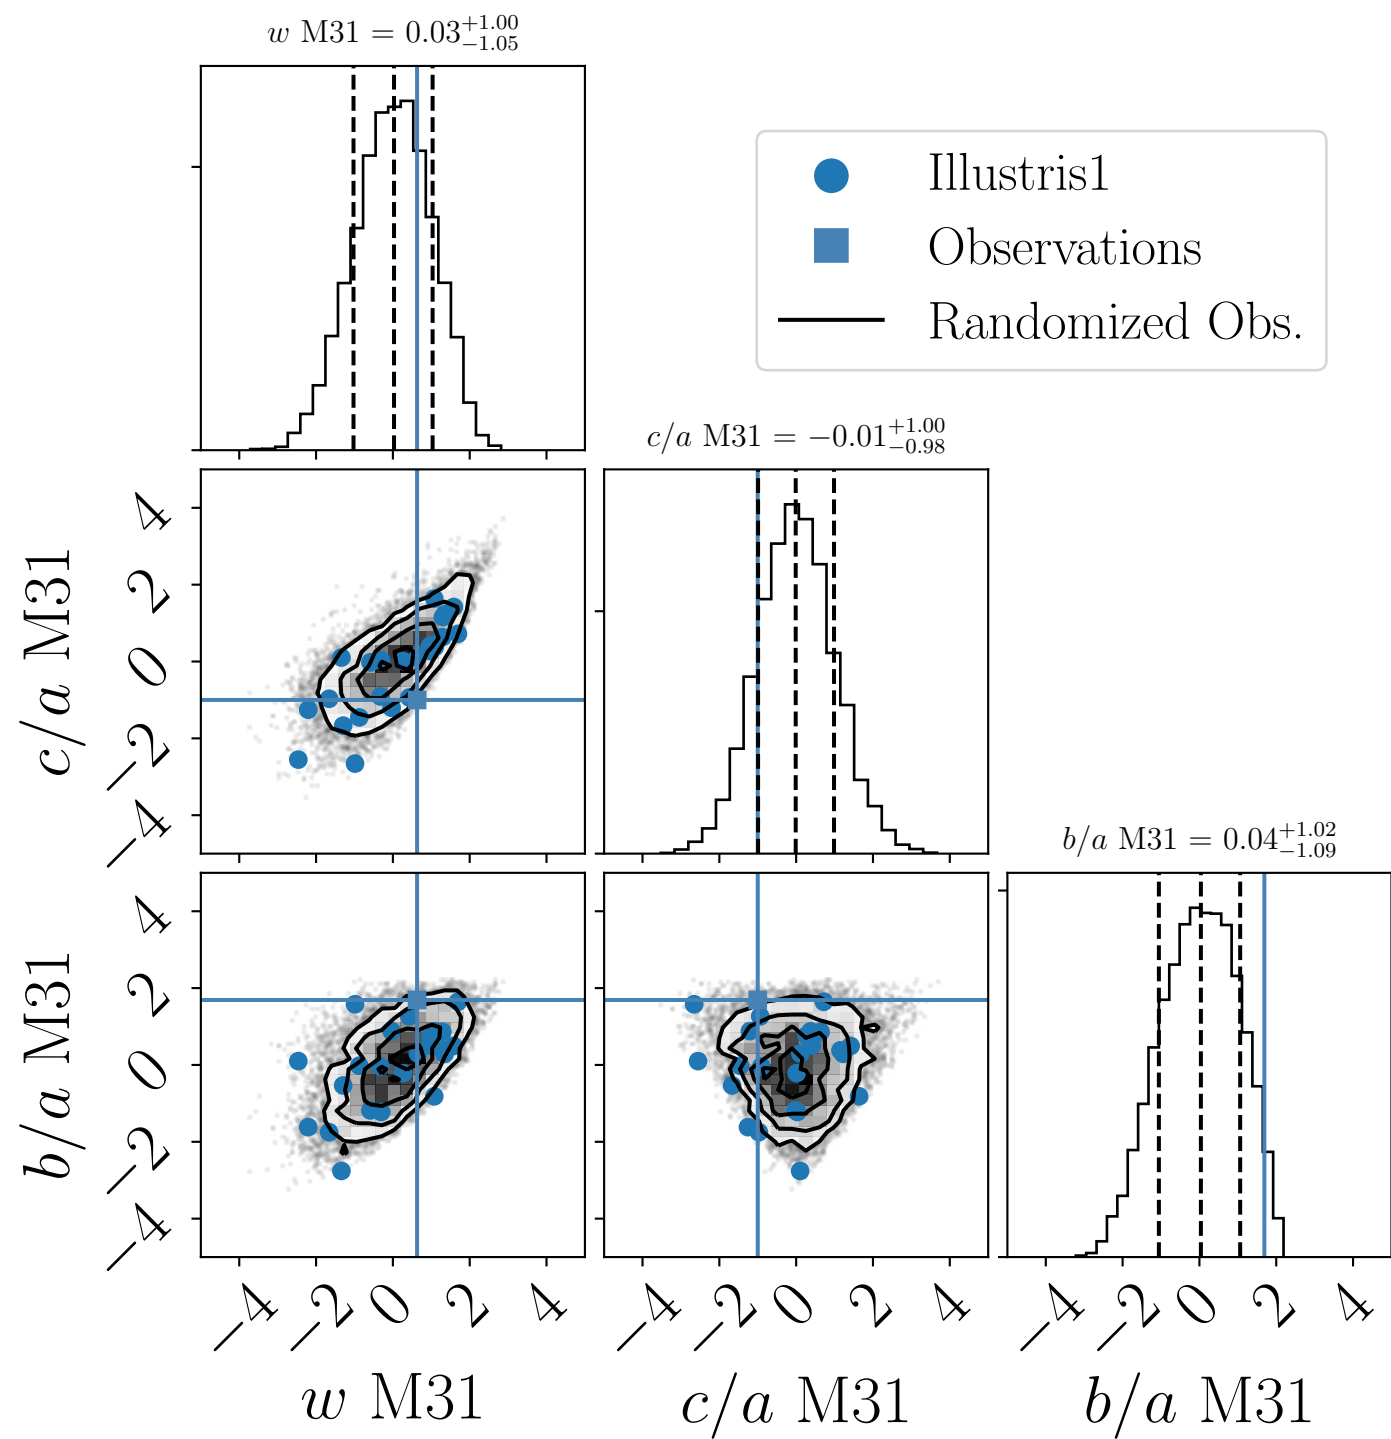 w M31 = 0.03^{+1.00}_{−1.05}
Illustris1
Observations
Randomized Obs.
c/a M31 = −0.01^{+1.00}_{−0.98}
4
2
0
−2
−4
c/a M31
b/a M31 = 0.04^{+1.02}_{−1.09}
4
2
0
−2
−4
b/a M31
−4 −2 0 2 4
−4 −2 0 2 4
−4 −2 0 2 4
w M31
c/a M31
b/a M31